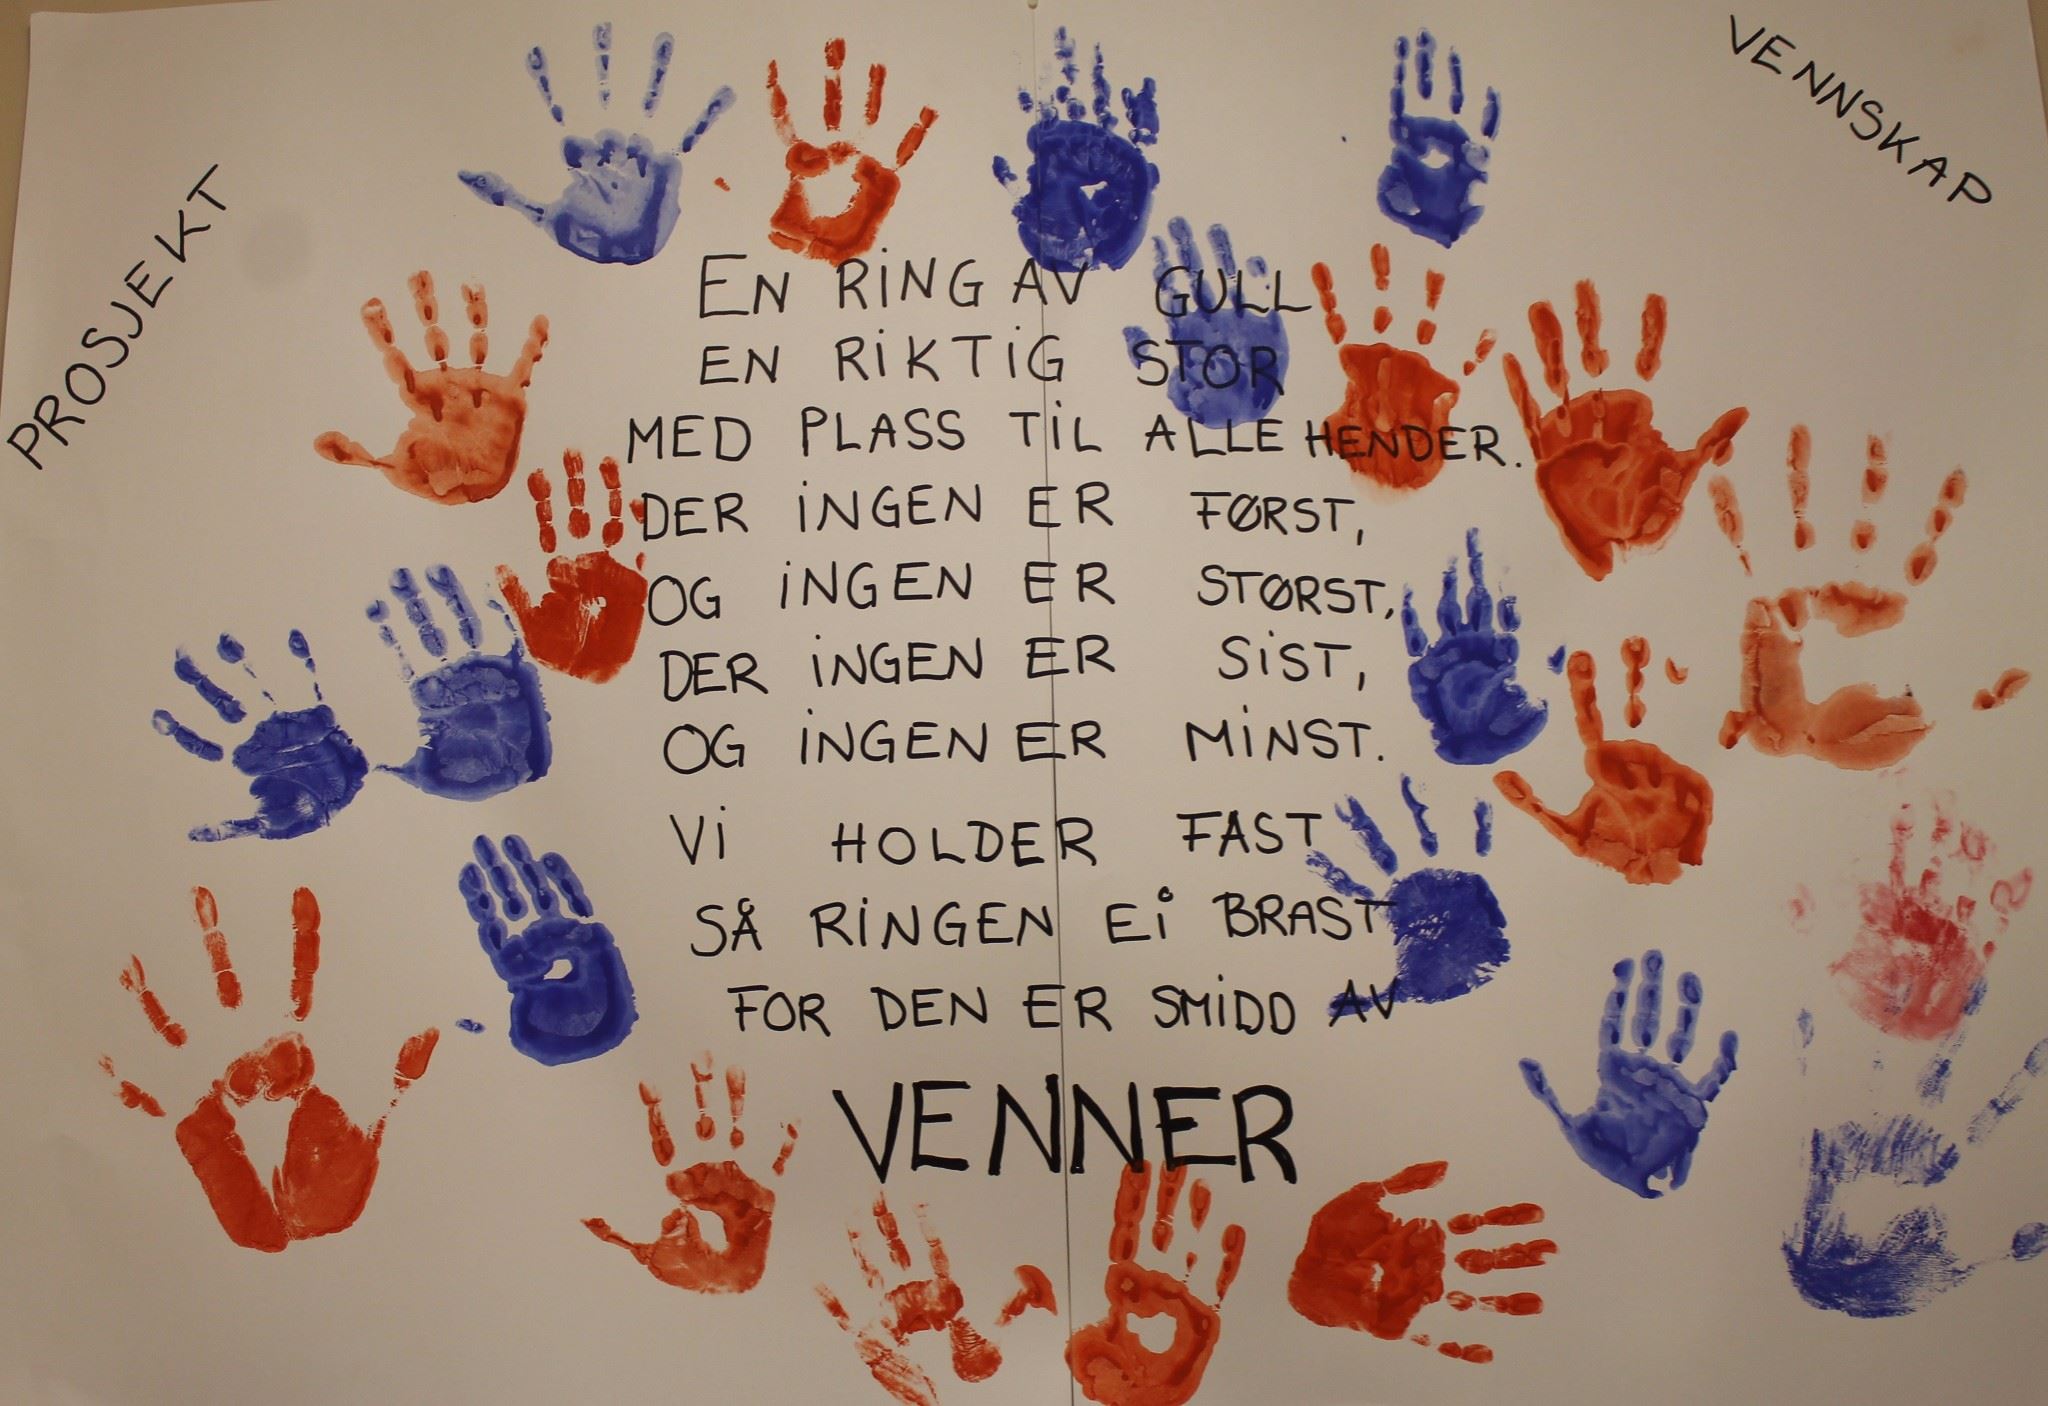 PROSJEKT
VENNSKAP
EN RING AV GULL
EN RIKTIG STOR
MED PLASS TIL ALLE HENDER.
DER INGEN ER FØRST,
OG INGEN ER STØRST,
DER INGEN ER SIST,
OG INGEN ER MINST.
VI HOLDER FAST
SÅ RINGEN EI BRAST
FOR DEN ER SMIDD AV
VENNER